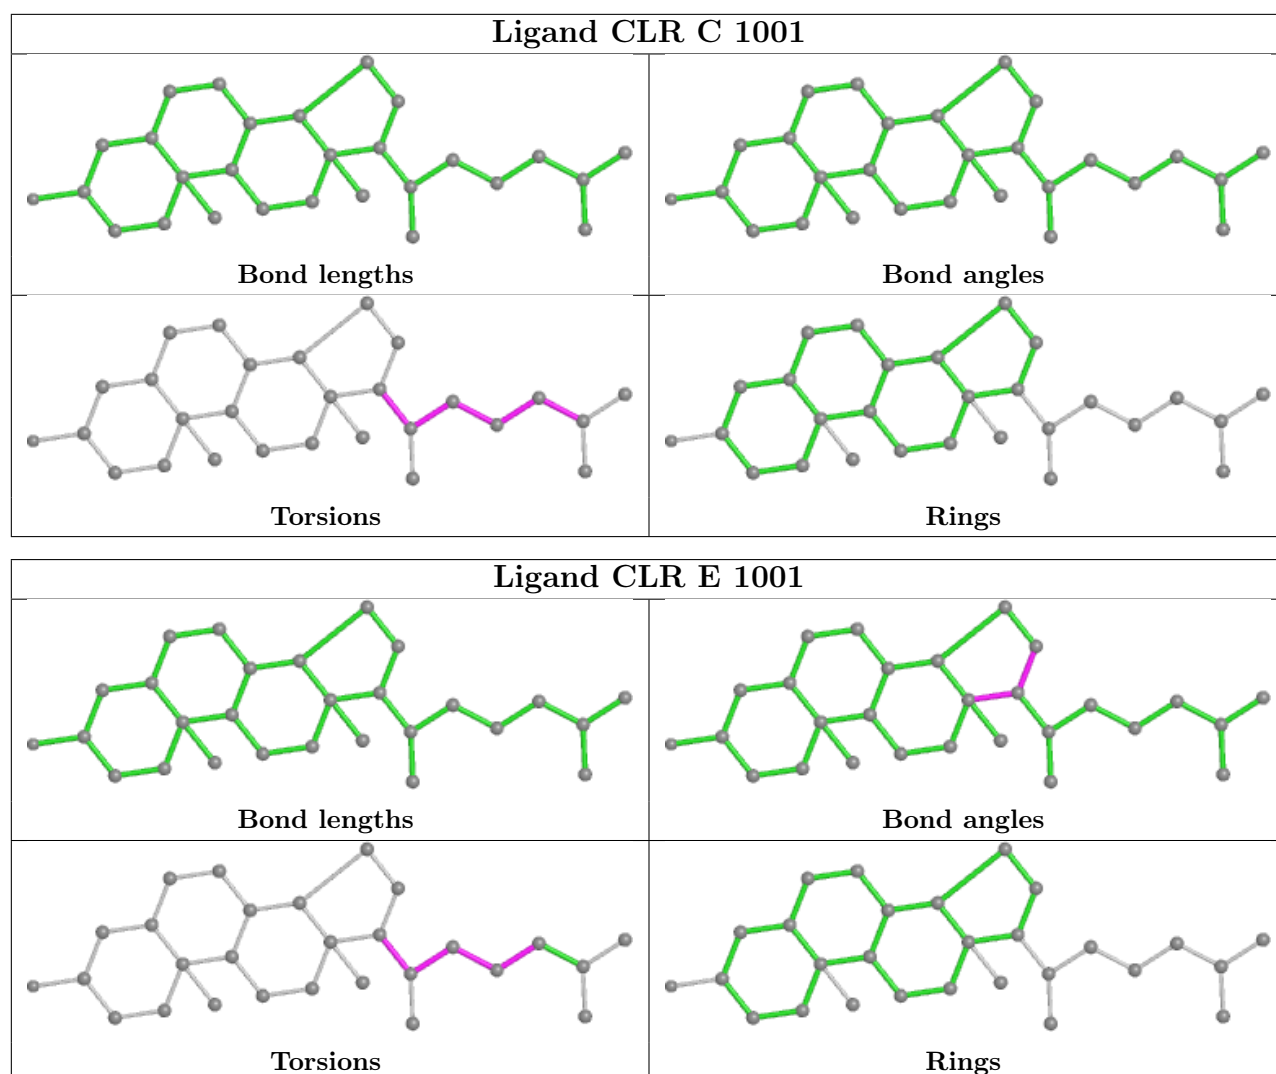 Ligand CLR C 1001
Bond lengths
Bond angles
Torsions
Rings
Ligand CLR E 1001
Bond lengths
Bond angles
Torsions
Rings